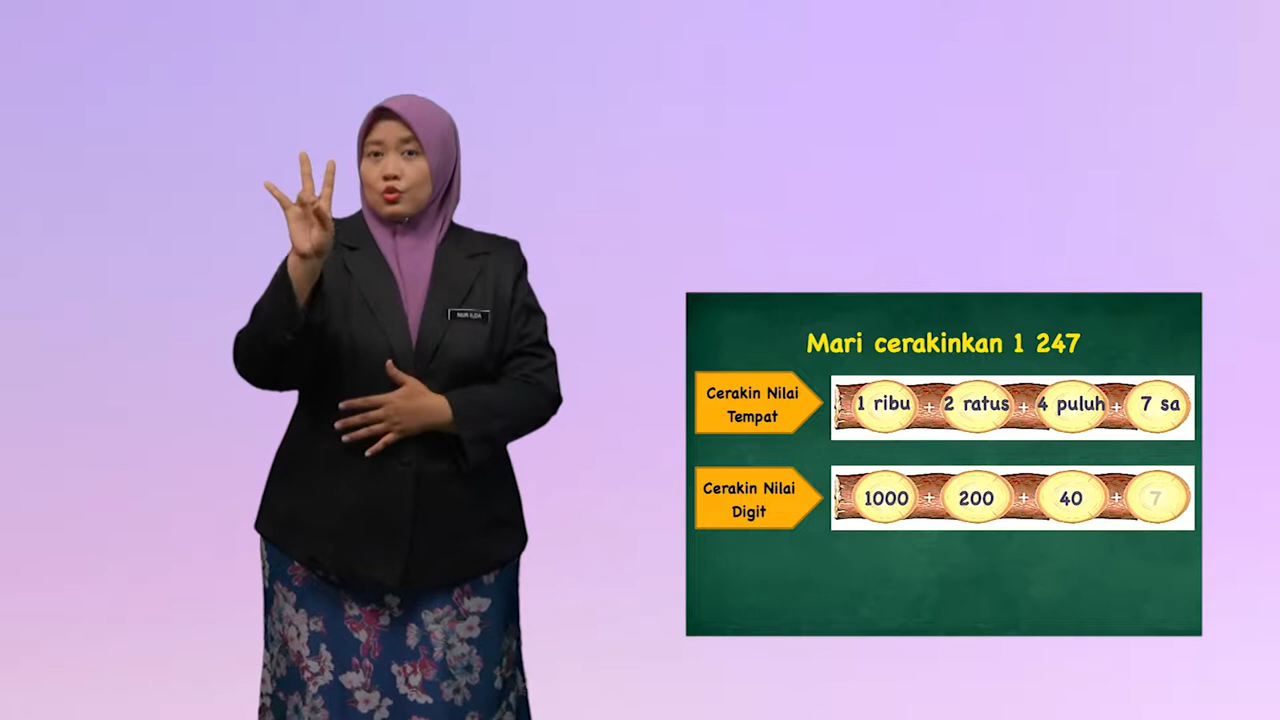 Mari cerakinkan 1 247
Cerakin Nilai
Tempat
1 ribu + 2 ratus + 4 puluh + 7 sa
Cerakin Nilai
Digit
1000 + 200 + 40 + 7